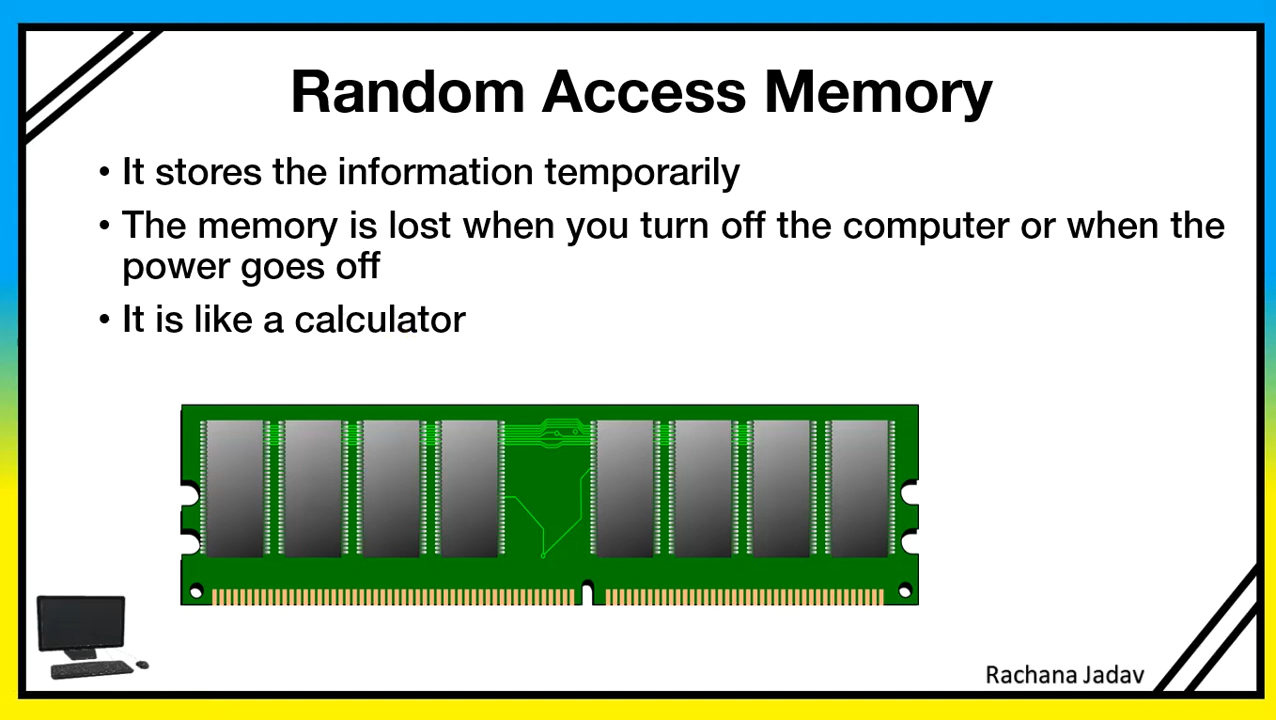 Random Access Memory
• It stores the information temporarily
• The memory is lost when you turn off the computer or when the
power goes off
• It is like a calculator
Rachana Jadav